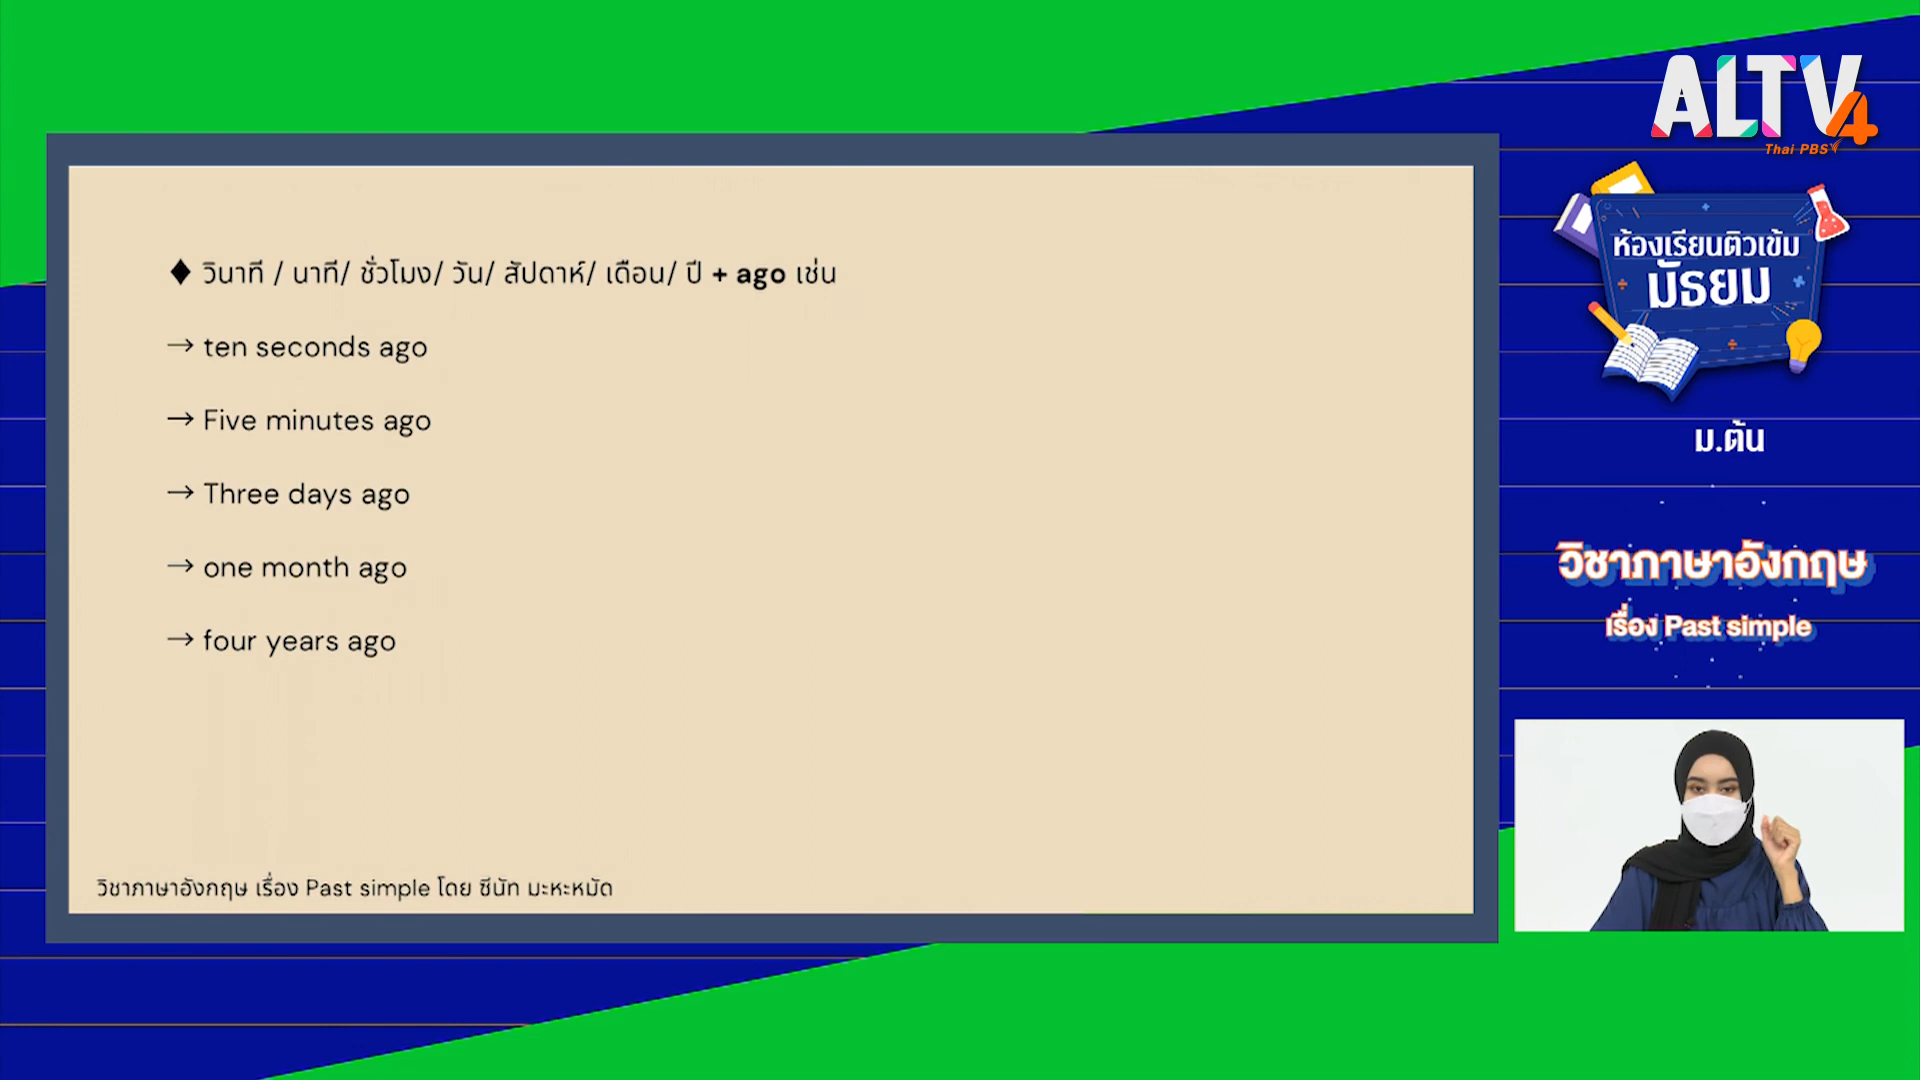 ALTV4
Thai PBS
ห้องเรียนติวเข้ม
มัธยม
ม.ต้น
วิชาภาษาอังกฤษ
เรื่อง Past simple
♦ วินาที / นาที/ ชั่วโมง/ วัน/ สัปดาห์/ เดือน/ ปี + ago เช่น
→ ten seconds ago
→ Five minutes ago
→ Three days ago
→ one month ago
→ four years ago
วิชาภาษาอังกฤษ เรื่อง Past simple โดย ซีนัท มะหะหมัด